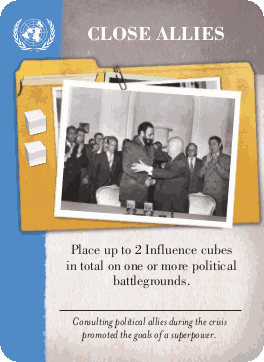 CLOSE ALLIES
Place up to 2 Influence cubes
in total on one or more political
battlegrounds.
Consulting political allies during the crisis
promoted the goals of a superpower.